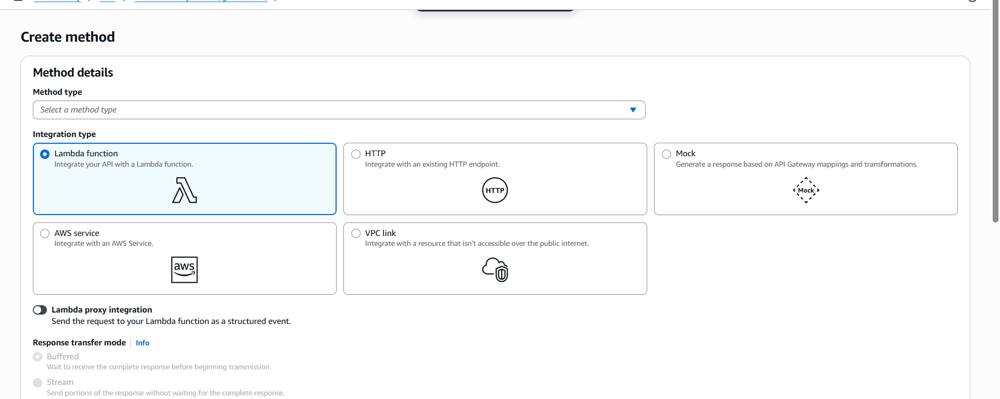 Create method
Method details
Method type
Select a method type
Integration type
Lambda function
Integrate your API with a Lambda function.
HTTP
Integrate with an existing HTTP endpoint.
HTTP
Mock
Generate a response based on API Gateway mappings and transformations.
Mock
AWS service
Integrate with an AWS Service.
aws
VPC link
Integrate with a resource that isn't accessible over the public internet.
Lambda proxy integration
Send the request to your Lambda function as a structured event.
Response transfer mode Info
Buffered
Wait to receive the complete response before beginning transmission.
Stream
Send portions of the response without waiting for the complete response.